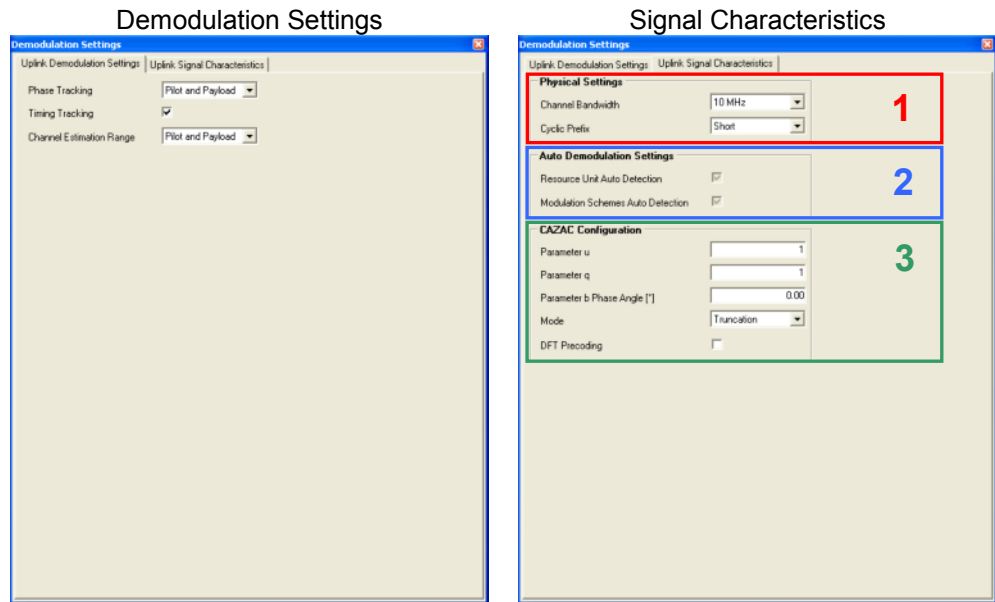 Demodulation Settings
Demodulation Settings
Uplink Demodulation Settings Uplink Signal Characteristics
Phase Tracking Pilot and Payload
Timing Tracking
Channel Estimation Range Pilot and Payload
Signal Characteristics
Demodulation Settings
Uplink Demodulation Settings Uplink Signal Characteristics
Physical Settings
Channel Bandwidth 10 MHz
Cyclic Prefix Short
1
Auto Demodulation Settings
Resource Unit Auto Detection
Modulation Schemes Auto Detection
2
CAZAC Configuration
Parameter u 1
Parameter q 1
Parameter b Phase Angle [°] 0.00
Mode Truncation
DFT Precoding
3